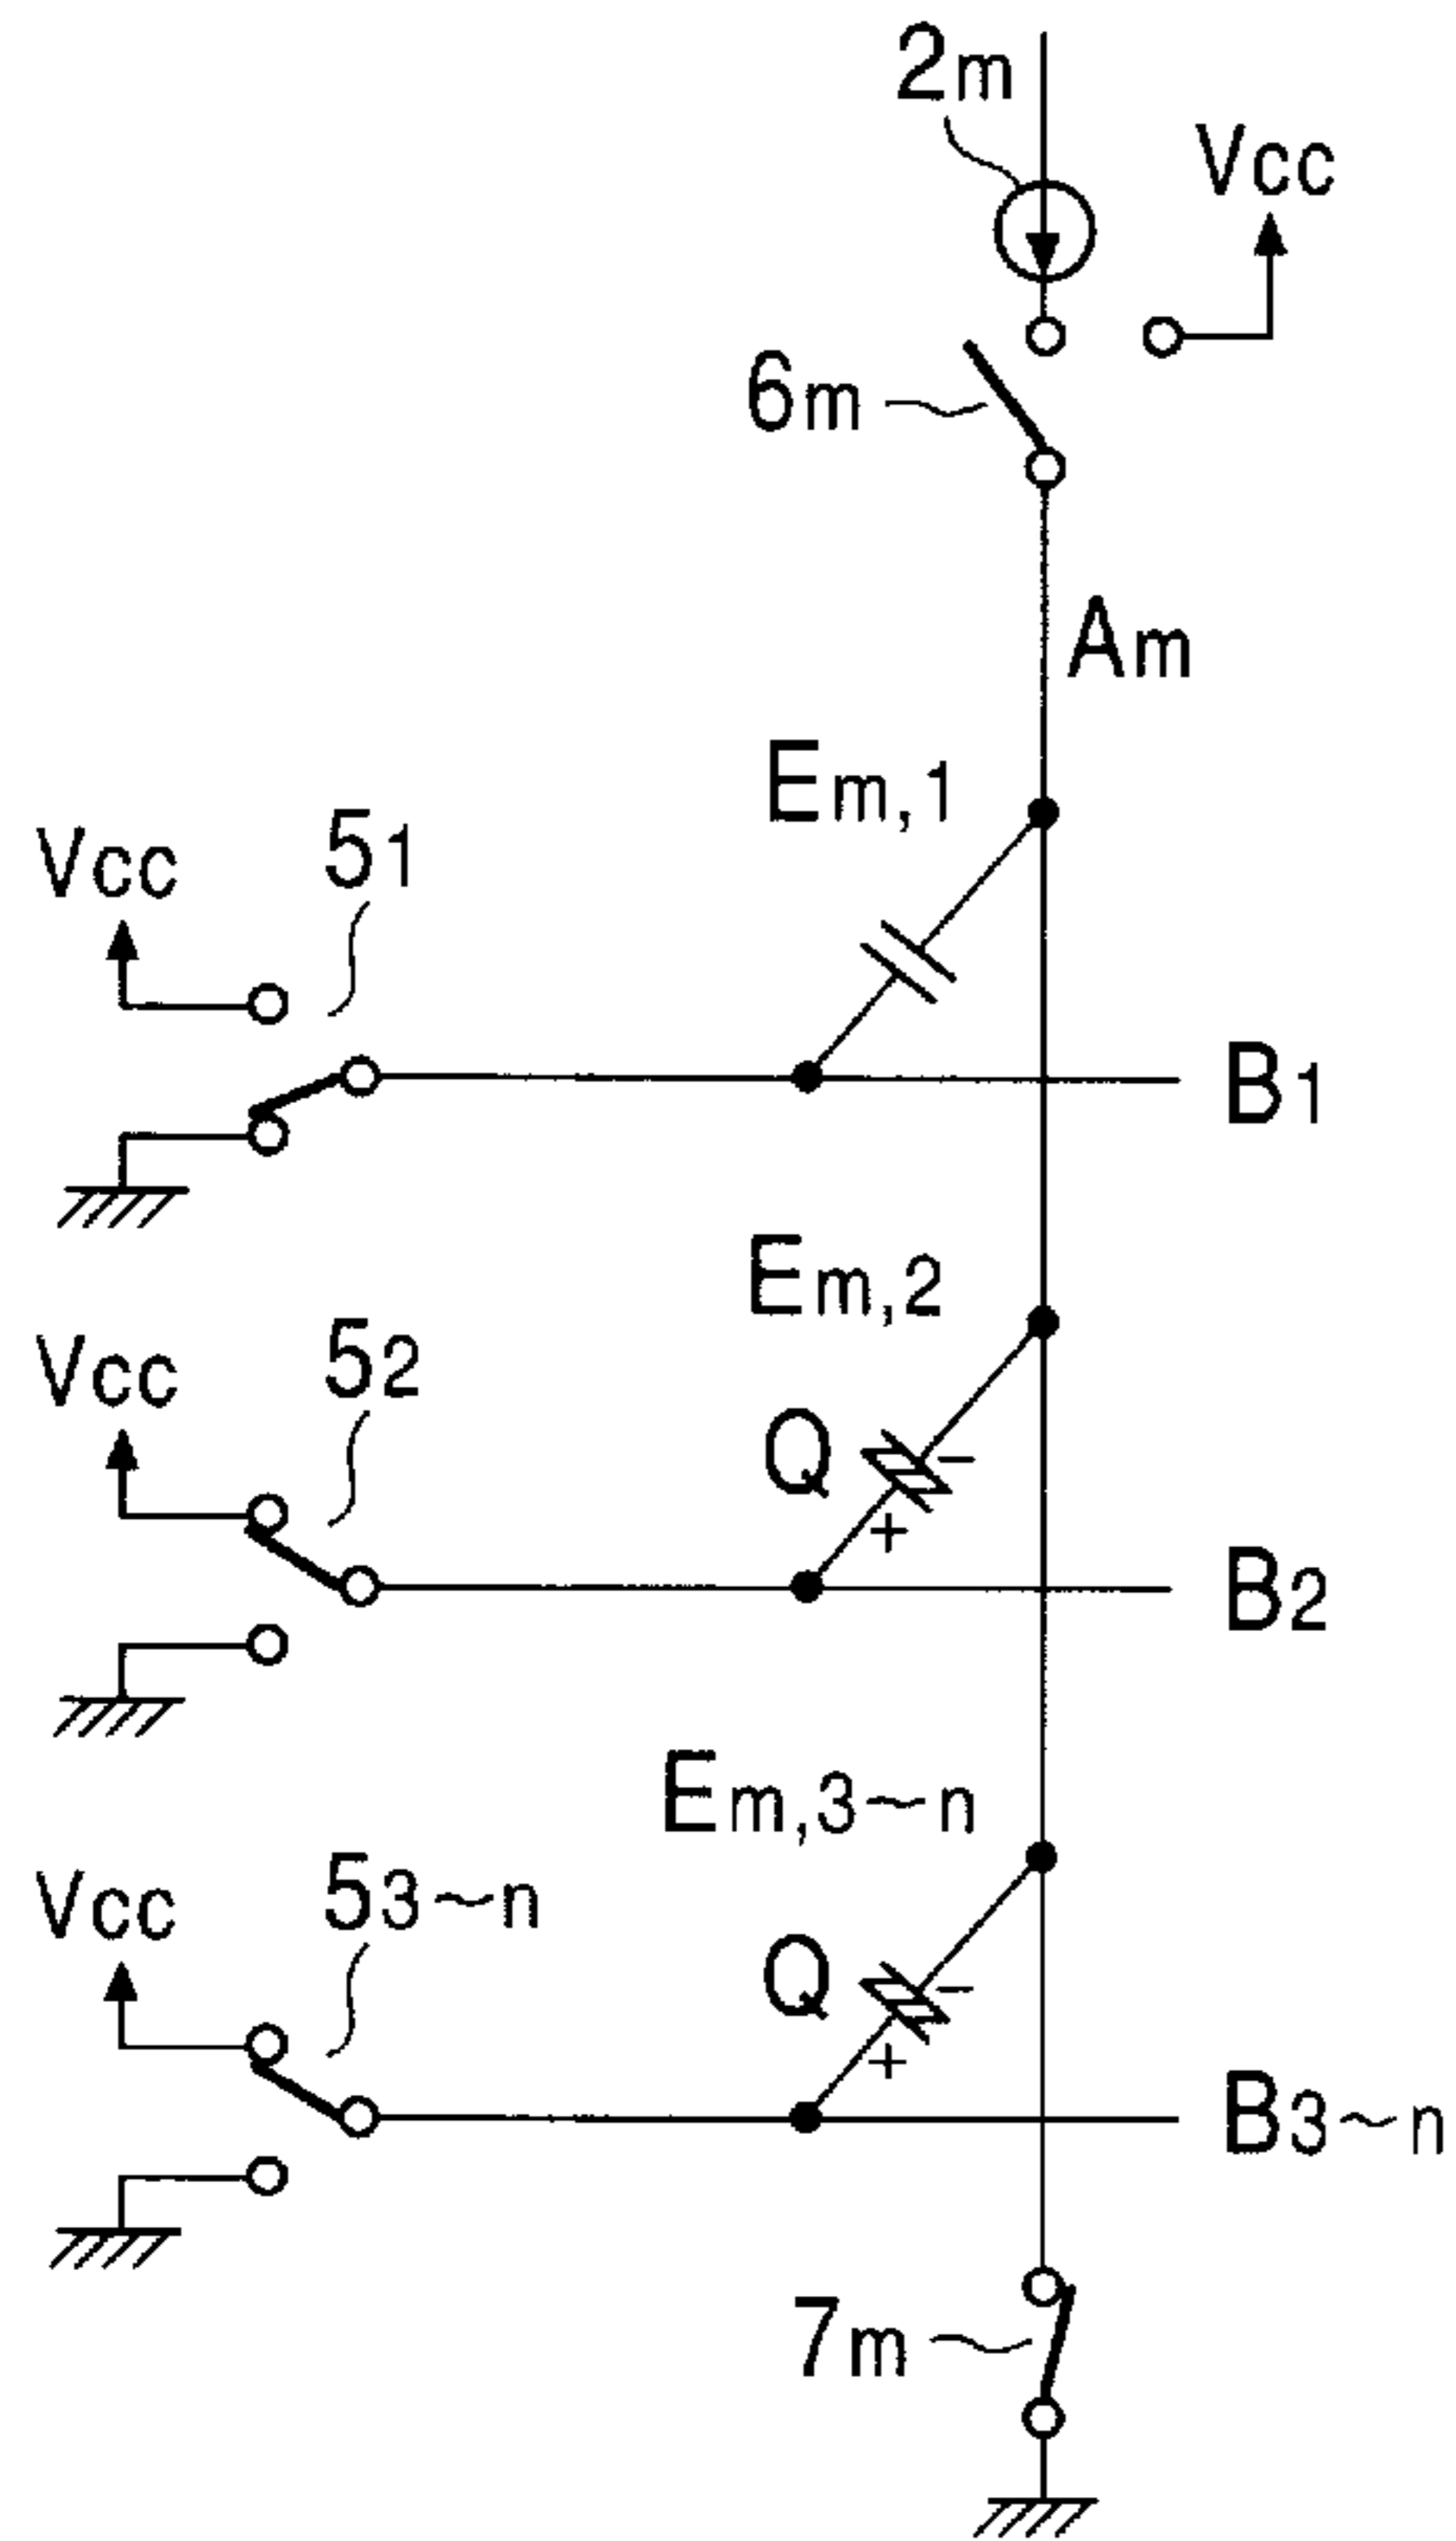 2m
Vcc
6m
Am
Em,1
Vcc
51
B1
Em,2
Vcc
52
Q
-
+
B2
Em,3~n
Vcc
53~n
Q
-
+
B3~n
7m